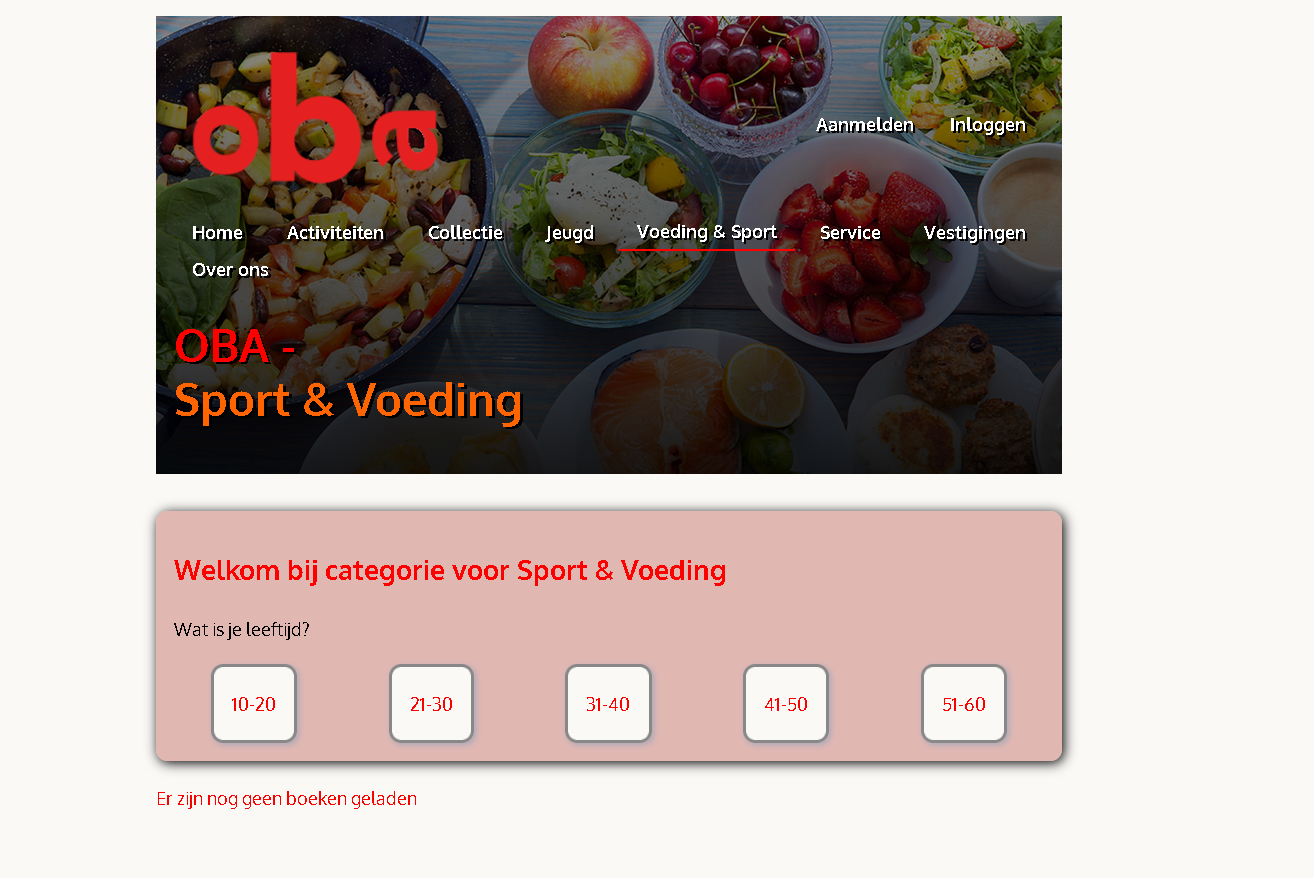 oba
Aanmelden Inloggen
Home Activiteiten Collectie Jeugd Voeding & Sport Service Vestigingen
Over ons
OBA -
Sport & Voeding
Welkom bij categorie voor Sport & Voeding
Wat is je leeftijd?
10-20 21-30 31-40 41-50 51-60
Er zijn nog geen boeken geladen